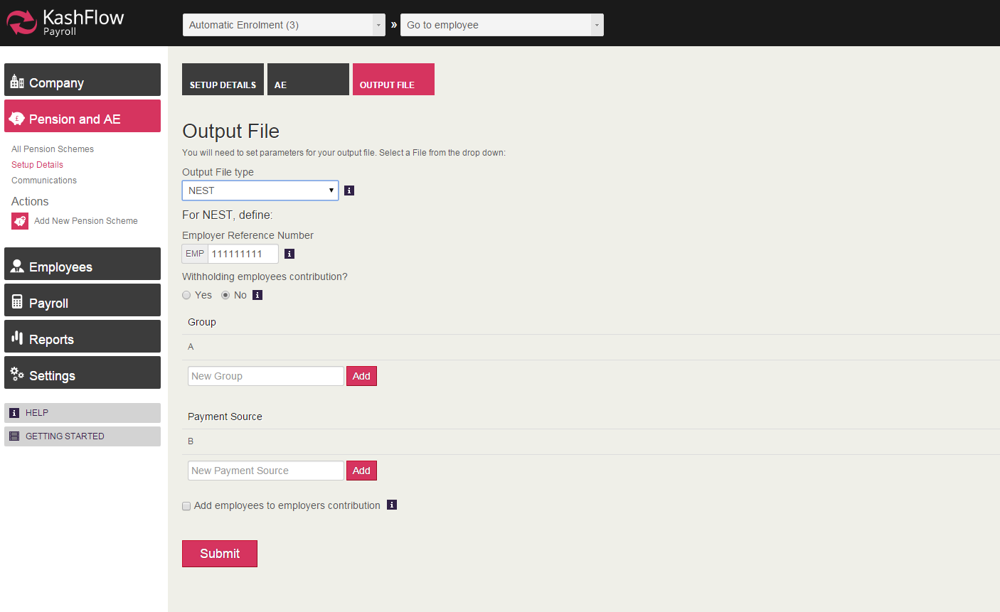 KashFlow
Payroll
Automatic Enrolment (3)
»
Go to employee
Company
Pension and AE
All Pension Schemes
Setup Details
Communications
Actions
Add New Pension Scheme
Employees
Payroll
Reports
Settings
HELP
GETTING STARTED
SETUP DETAILS
AE
OUTPUT FILE
Output File
You will need to set parameters for your output file. Select a File from the drop down:
Output File type
NEST
For NEST, define:
Employer Reference Number
EMP 111111111
Withholding employees contribution?
Yes No
Group
A
New Group Add
Payment Source
B
New Payment Source Add
Add employees to employers contribution
Submit